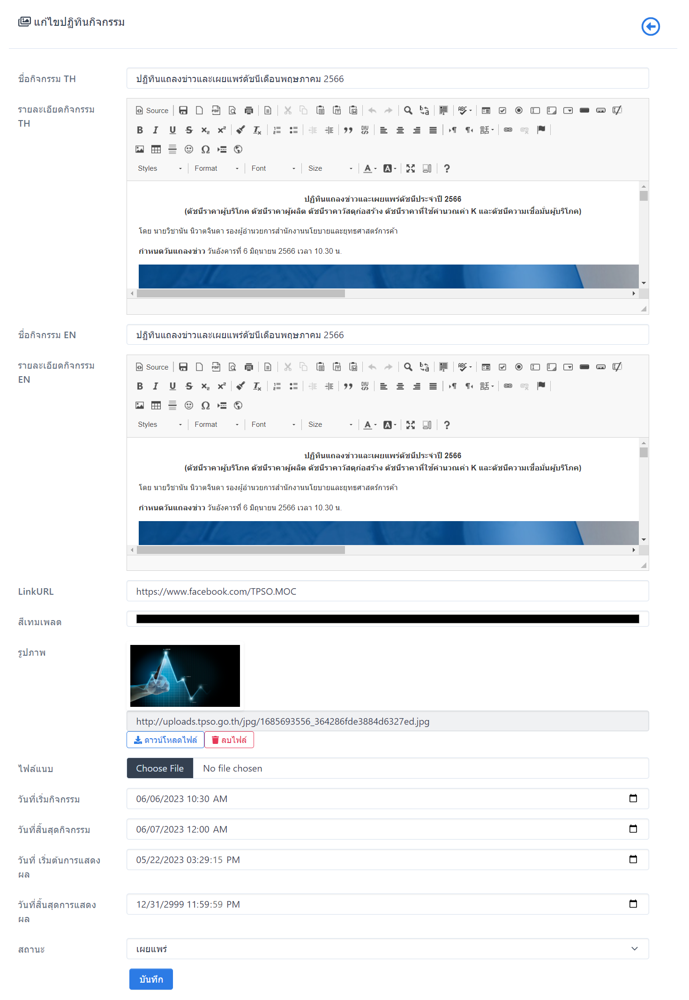 แก้ไขปฏิทินกิจกรรม
ชื่อกิจกรรม TH
ปฏิทินแถลงข่าวและเผยแพร่ดัชนีเดือนพฤษภาคม 2566
รายละเอียดกิจกรรม
TH
Source
Styles Format Font Size
ปฏิทินแถลงข่าวและเผยแพร่ดัชนีประจำปี 2566
(ดัชนีราคาผู้บริโภค ดัชนีราคาผู้ผลิต ดัชนีราคาวัสดุก่อสร้าง ดัชนีราคาที่ใช้คำนวณค่า K และดัชนีความเชื่อมั่นผู้บริโภค)
โดย นายวิชานัน นิวาตจินดา รองผู้อำนวยการสำนักงานนโยบายและยุทธศาสตร์การค้า
กำหนดวันแถลงข่าว วันอังคารที่ 6 มิถุนายน 2566 เวลา 10.30 น.
ชื่อกิจกรรม EN
ปฏิทินแถลงข่าวและเผยแพร่ดัชนีเดือนพฤษภาคม 2566
รายละเอียดกิจกรรม
EN
Source
Styles Format Font Size
ปฏิทินแถลงข่าวและเผยแพร่ดัชนีประจำปี 2566
(ดัชนีราคาผู้บริโภค ดัชนีราคาผู้ผลิต ดัชนีราคาวัสดุก่อสร้าง ดัชนีราคาที่ใช้คำนวณค่า K และดัชนีความเชื่อมั่นผู้บริโภค)
โดย นายวิชานัน นิวาตจินดา รองผู้อำนวยการสำนักงานนโยบายและยุทธศาสตร์การค้า
กำหนดวันแถลงข่าว วันอังคารที่ 6 มิถุนายน 2566 เวลา 10.30 น.
LinkURL
https://www.facebook.com/TPSO.MOC
สีเทมเพลต
รูปภาพ
http://uploads.tpso.go.th/jpg/1685693556_364286fde3884d6327ed.jpg
ดาวน์โหลดไฟล์ ลบไฟล์
ไฟล์แนบ
Choose File No file chosen
วันที่เริ่มกิจกรรม
06/06/2023 10:30 AM
วันที่สิ้นสุดกิจกรรม
06/07/2023 12:00 AM
วันที่ เริ่มต้นการแสดง
ผล
05/22/2023 03:29:15 PM
วันที่สิ้นสุดการแสดง
ผล
12/31/2999 11:59:59 PM
สถานะ
เผยแพร่
บันทึก